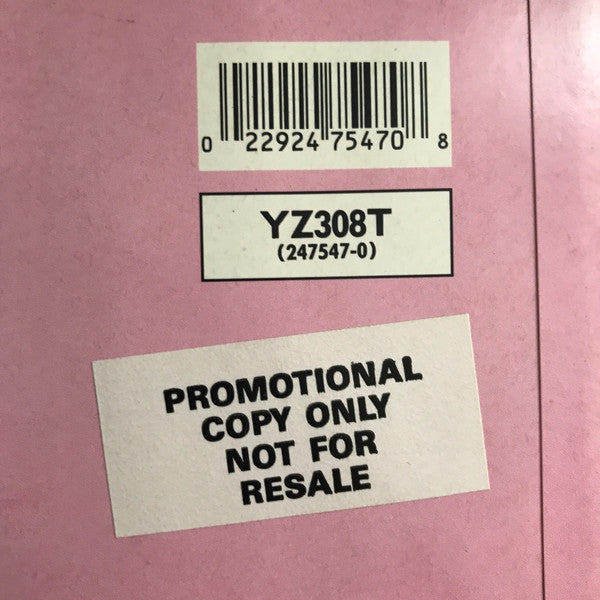 0 22924 75470 8
YZ308T
(247547-0)
PROMOTIONAL
COPY ONLY
NOT FOR
RESALE